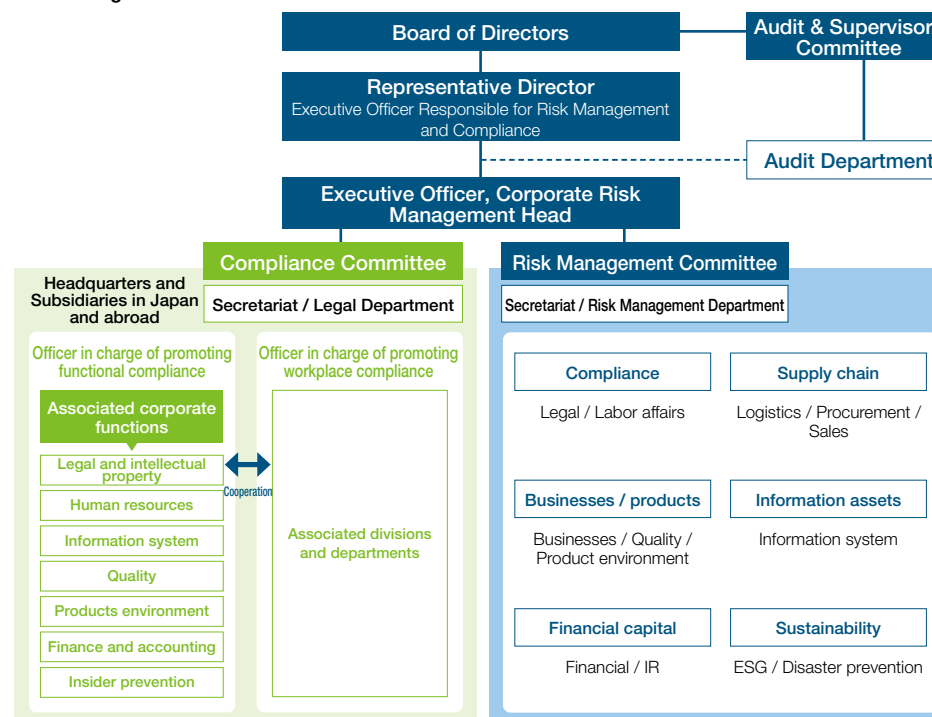 Board of Directors
Audit & Supervisor
Committee
Representative Director
Executive Officer Responsible for Risk Management
and Compliance
Audit Department
Executive Officer, Corporate Risk
Management Head
Compliance Committee
Risk Management Committee
Headquarters and
Subsidiaries in Japan
and abroad
Secretariat / Legal Department
Secretariat / Risk Management Department
Officer in charge of promoting
functional compliance
Officer in charge of promoting
workplace compliance
Associated corporate
functions
Legal and intellectual
property
Human resources
Information system
Quality
Products environment
Finance and accounting
Insider prevention
Cooperation
Associated divisions
and departments
Compliance
Legal / Labor affairs
Supply chain
Logistics / Procurement /
Sales
Businesses / products
Businesses / Quality /
Product environment
Information assets
Information system
Financial capital
Financial / IR
Sustainability
ESG / Disaster prevention